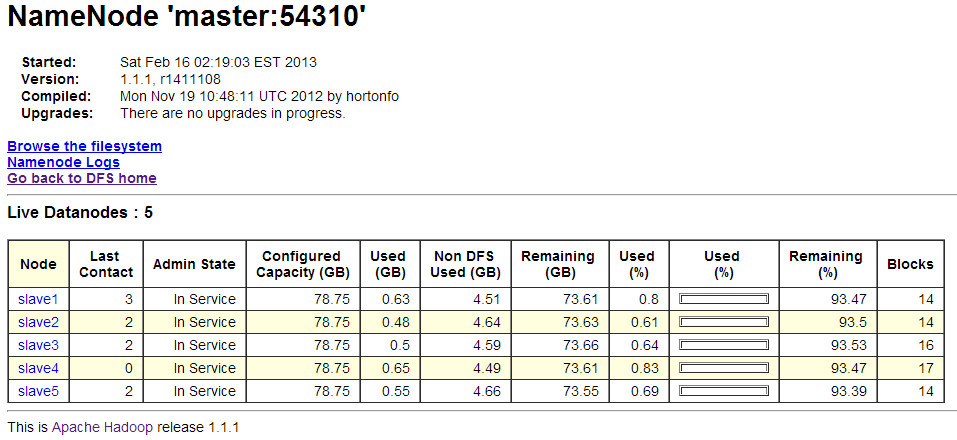 NameNode 'master:54310'
Started: Sat Feb 16 02:19:03 EST 2013
Version: 1.1.1, r1411108
Compiled: Mon Nov 19 10:48:11 UTC 2012 by hortonfo
Upgrades: There are no upgrades in progress.
Browse the filesystem
Namenode Logs
Go back to DFS home
Live Datanodes : 5
Node Last Contact Admin State Configured Capacity (GB) Used (GB) Non DFS Used (GB) Remaining (GB) Used (%) Used (%) Remaining (%) Blocks
slave1 3 In Service 78.75 0.63 4.51 73.61 0.8 93.47 14
slave2 2 In Service 78.75 0.48 4.64 73.63 0.61 93.5 14
slave3 2 In Service 78.75 0.5 4.59 73.66 0.64 93.53 16
slave4 0 In Service 78.75 0.65 4.49 73.61 0.83 93.47 17
slave5 2 In Service 78.75 0.55 4.66 73.55 0.69 93.39 14
This is Apache Hadoop release 1.1.1